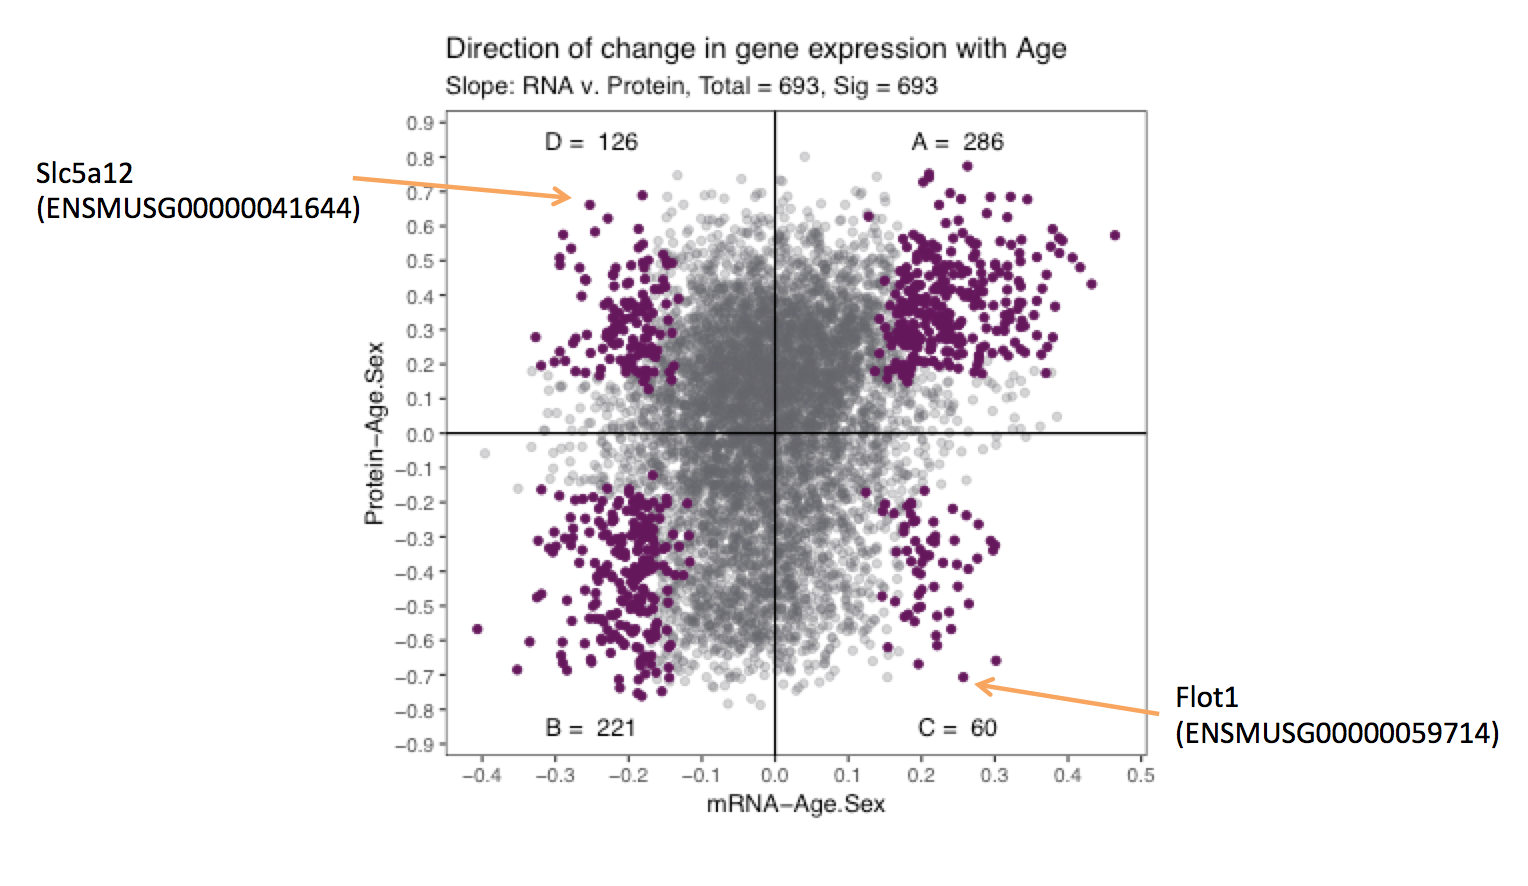 Direction of change in gene expression with Age
Slope: RNA v. Protein, Total = 693, Sig = 693
D = 126
A = 286
Slc5a12
(ENSMUSG00000041644)
0.9
0.8
0.7
0.6
0.5
0.4
0.3
0.2
0.1
0.0
−0.1
−0.2
−0.3
−0.4
−0.5
−0.6
−0.7
−0.8
−0.9
Protein−Age.Sex
B = 221
C = 60
Flot1
(ENSMUSG00000059714)
−0.4 −0.3 −0.2 −0.1 0.0 0.1 0.2 0.3 0.4 0.5
mRNA−Age.Sex